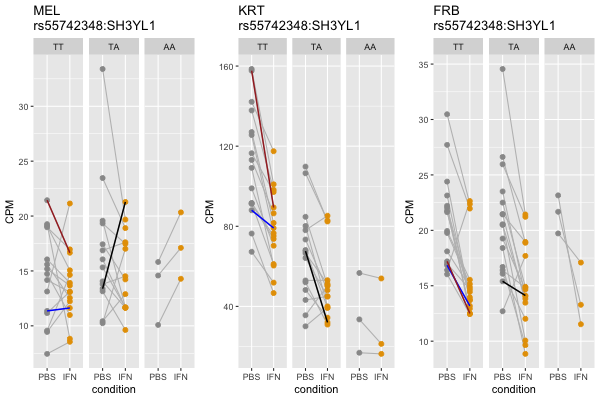 MEL
rs55742348:SH3YL1
TT TA AA
CPM
30
25
20
15
10
PBS IFN PBS IFN PBS IFN
condition
KRT
rs55742348:SH3YL1
TT TA AA
CPM
160
120
80
40
PBS IFN PBS IFN PBS IFN
condition
FRB
rs55742348:SH3YL1
TT TA AA
CPM
35
30
25
20
15
10
PBS IFN PBS IFN PBS IFN
condition